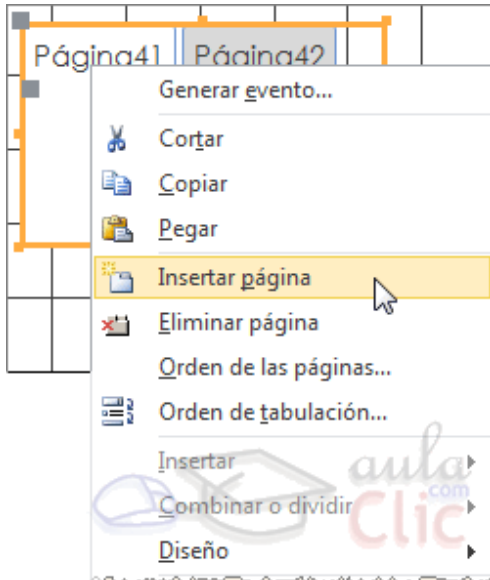 Página41 Página42
Generar evento...
Cortar
Copiar
Pegar
Insertar página
Eliminar página
Orden de las páginas...
Orden de tabulación...
Insertar
Combinar o dividir
Diseño
aula
.com
Clic